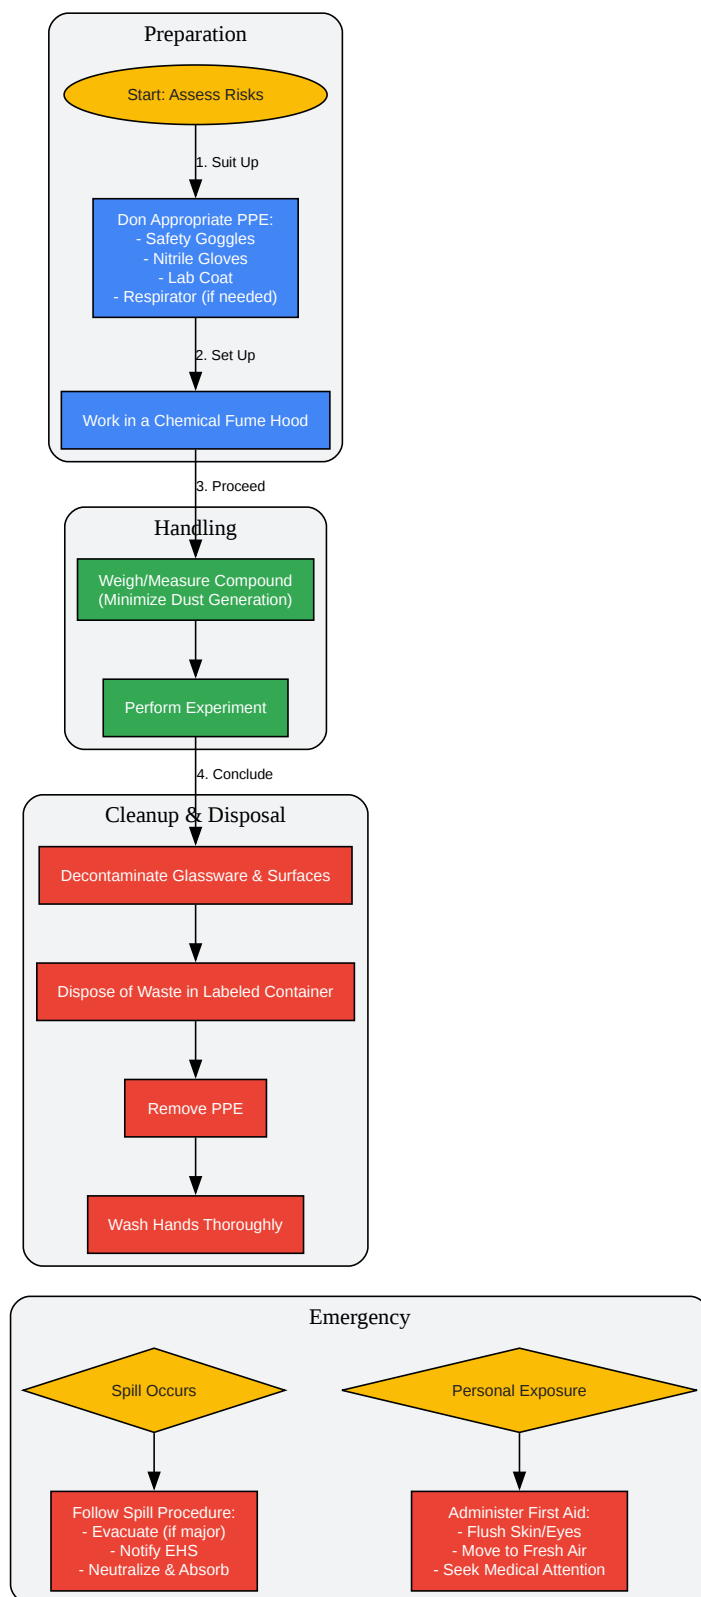 Preparation
Start: Assess Risks
1. Suit Up
Don Appropriate PPE:
- Safety Goggles
- Nitrile Gloves
- Lab Coat
- Respirator (if needed)
2. Set Up
Work in a Chemical Fume Hood
3. Proceed
Handling
Weigh/Measure Compound
(Minimize Dust Generation)
Perform Experiment
4. Conclude
Cleanup & Disposal
Decontaminate Glassware & Surfaces
Dispose of Waste in Labeled Container
Remove PPE
Wash Hands Thoroughly
Emergency
Spill Occurs
Follow Spill Procedure:
- Evacuate (if major)
- Notify EHS
- Neutralize & Absorb
Personal Exposure
Administer First Aid:
- Flush Skin/Eyes
- Move to Fresh Air
- Seek Medical Attention